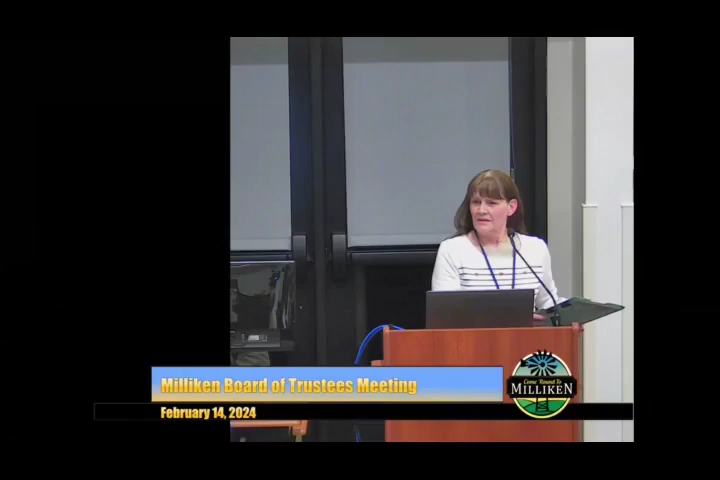 Milliken Board of Trustees Meeting
February 14, 2024
Come 'Round To
MILLIKEN